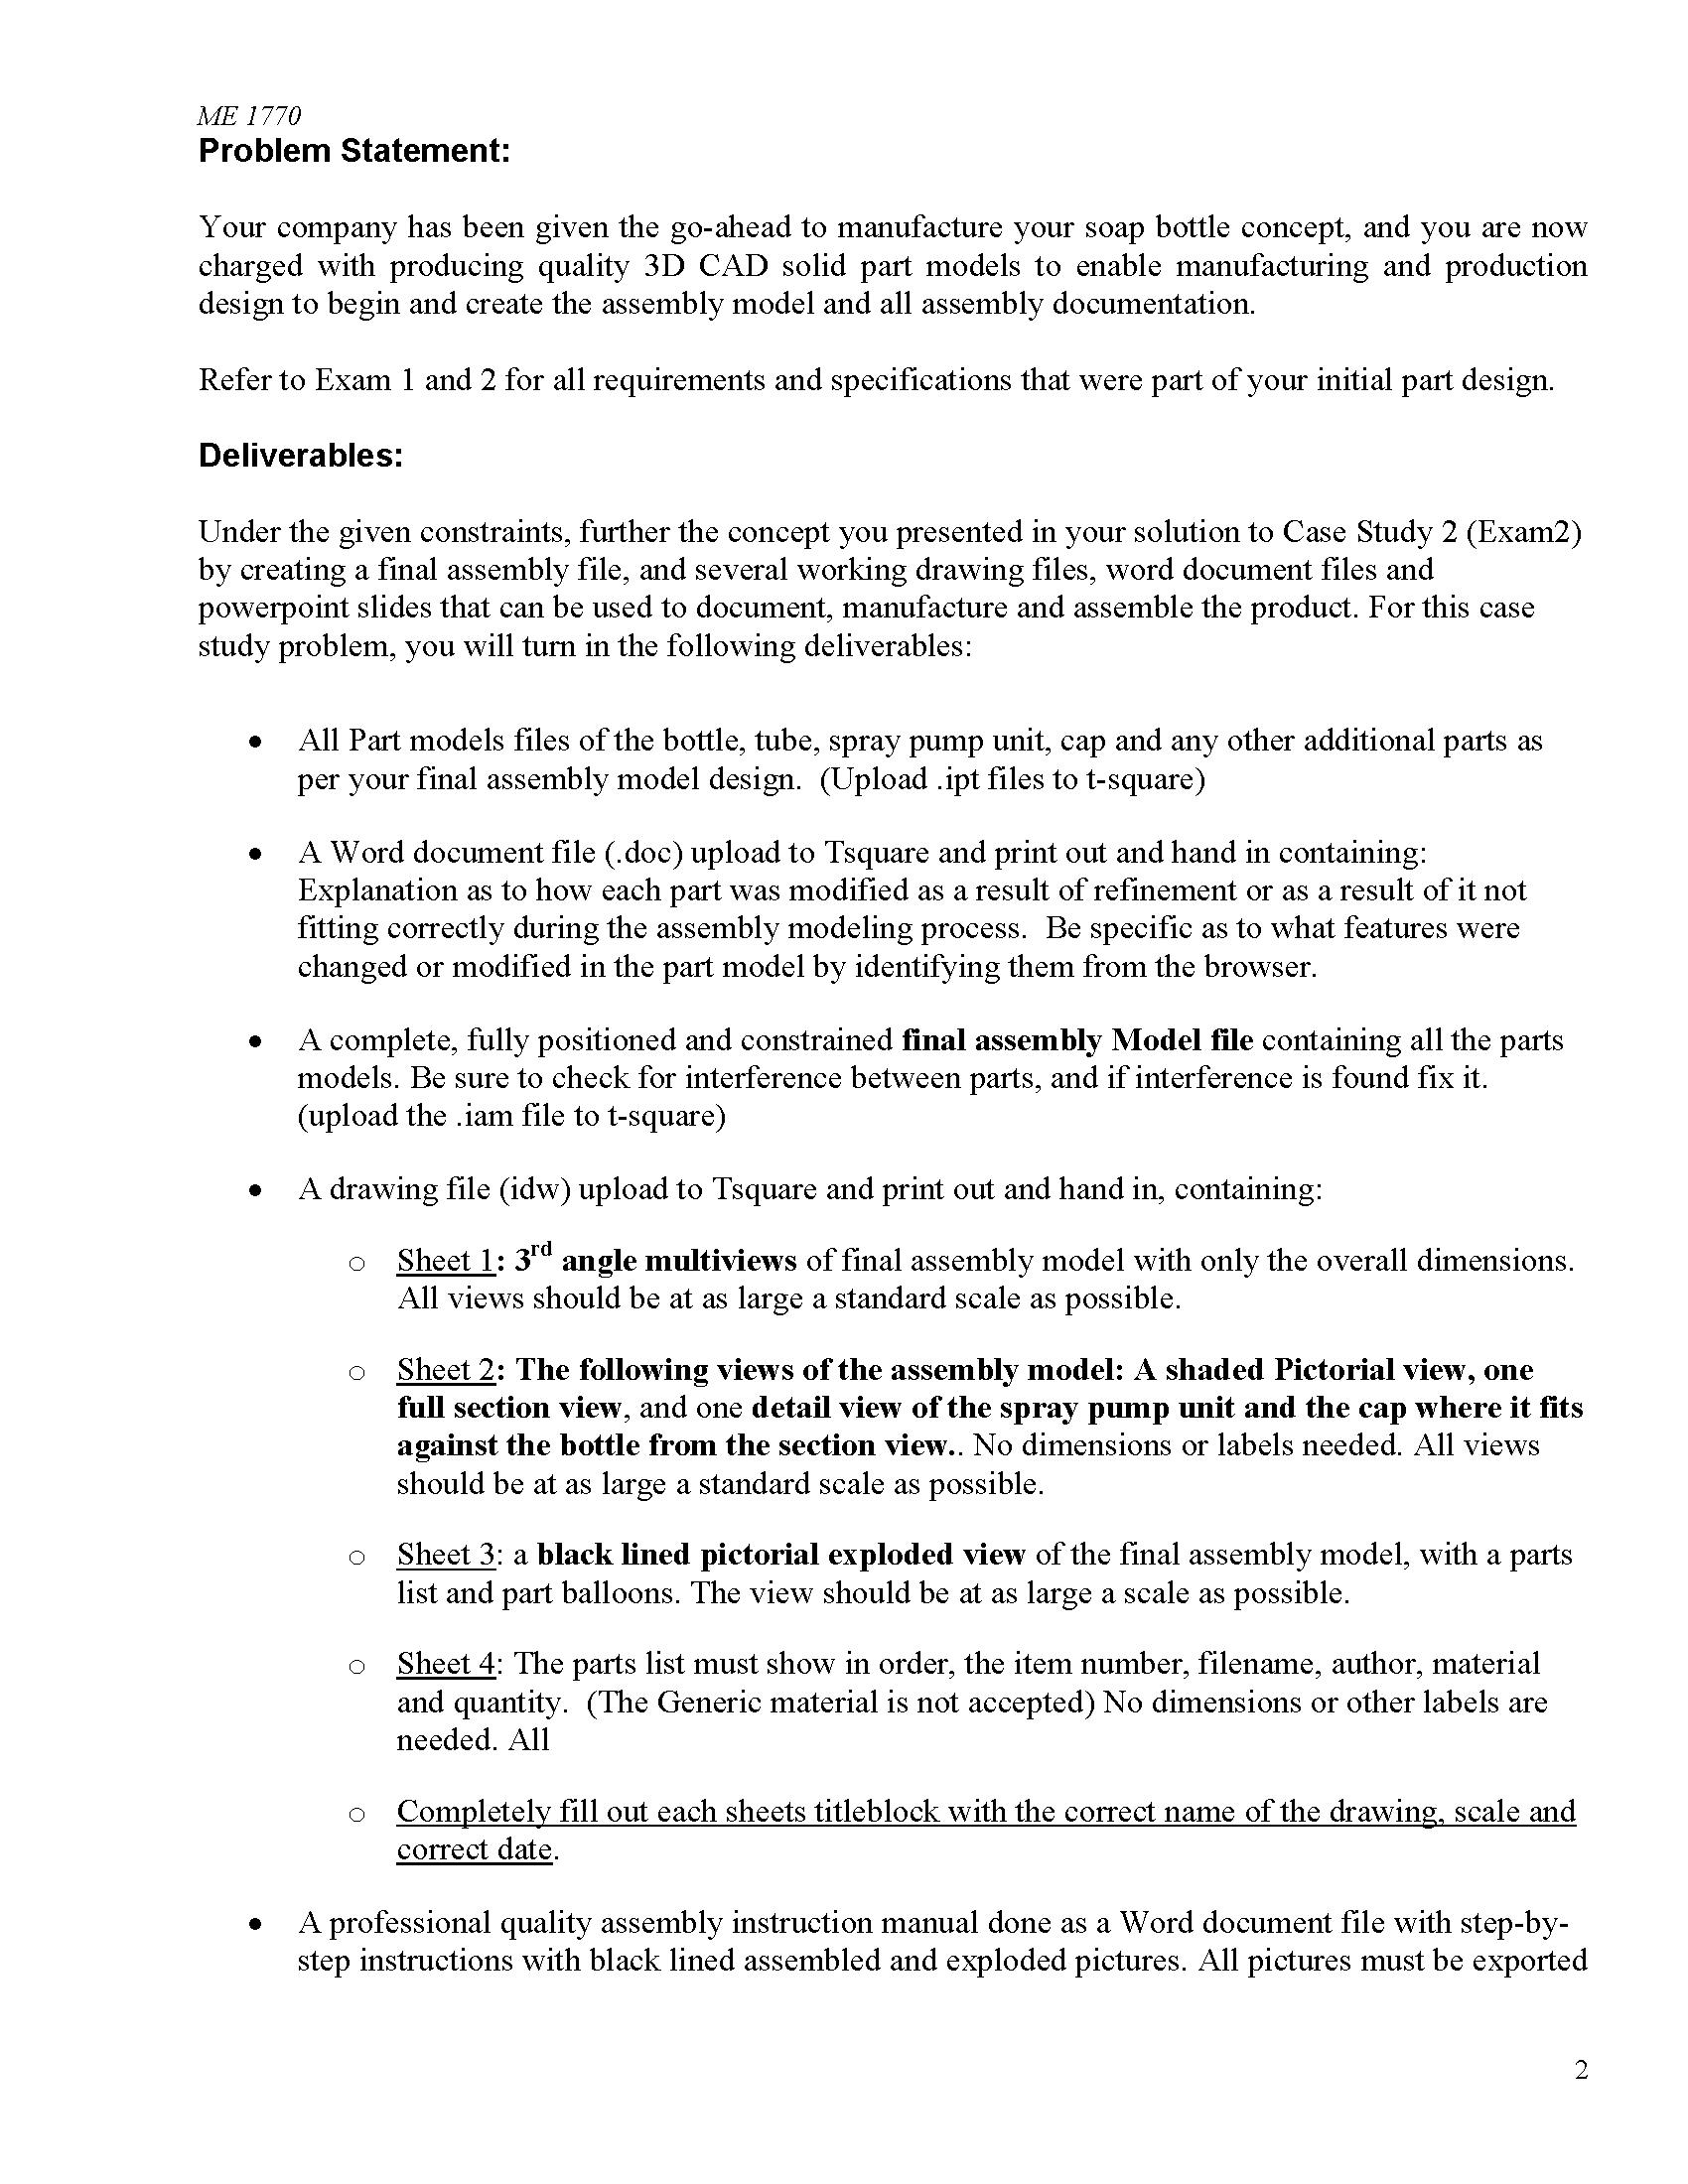 ME 1770
Problem Statement:
Your company has been given the go-ahead to manufacture your soap bottle concept, and you are now
charged with producing quality 3D CAD solid part models to enable manufacturing and production
design to begin and create the assembly model and all assembly documentation.
Refer to Exam 1 and 2 for all requirements and specifications that were part of your initial part design.
Deliverables:
Under the given constraints, further the concept you presented in your solution to Case Study 2 (Exam2)
by creating a final assembly file, and several working drawing files, word document files and
powerpoint slides that can be used to document, manufacture and assemble the product. For this case
study problem, you will turn in the following deliverables:
• All Part models files of the bottle, tube, spray pump unit, cap and any other additional parts as
per your final assembly model design.  (Upload .ipt files to t-square)
• A Word document file (.doc) upload to Tsquare and print out and hand in containing:
Explanation as to how each part was modified as a result of refinement or as a result of it not
fitting correctly during the assembly modeling process.  Be specific as to what features were
changed or modified in the part model by identifying them from the browser.
• A complete, fully positioned and constrained final assembly Model file containing all the parts
models. Be sure to check for interference between parts, and if interference is found fix it.
(upload the .iam file to t-square)
• A drawing file (idw) upload to Tsquare and print out and hand in, containing:
o Sheet 1: 3rd angle multiviews of final assembly model with only the overall dimensions.
All views should be at as large a standard scale as possible.
o Sheet 2: The following views of the assembly model: A shaded Pictorial view, one
full section view, and one detail view of the spray pump unit and the cap where it fits
against the bottle from the section view.. No dimensions or labels needed. All views
should be at as large a standard scale as possible.
o Sheet 3: a black lined pictorial exploded view of the final assembly model, with a parts
list and part balloons. The view should be at as large a scale as possible.
o Sheet 4: The parts list must show in order, the item number, filename, author, material
and quantity.  (The Generic material is not accepted) No dimensions or other labels are
needed. All
o Completely fill out each sheets titleblock with the correct name of the drawing, scale and
correct date.
• A professional quality assembly instruction manual done as a Word document file with step-by-
step instructions with black lined assembled and exploded pictures. All pictures must be exported
2